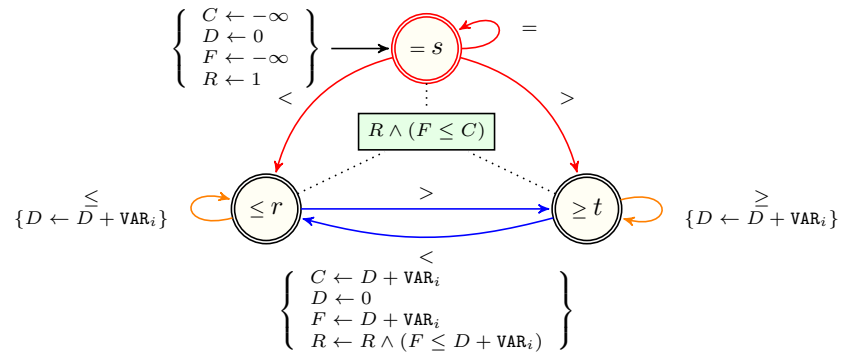 C ← −∞
D ← 0
F ← −∞
R ← 1
= s
=
<
>
R ∧ (F ≤ C)
≤
{D ← D + VAR_i}
≤ r
>
≥ t
≥
{D ← D + VAR_i}
<
C ← D + VAR_i
D ← 0
F ← D + VAR_i
R ← R ∧ (F ≤ D + VAR_i)